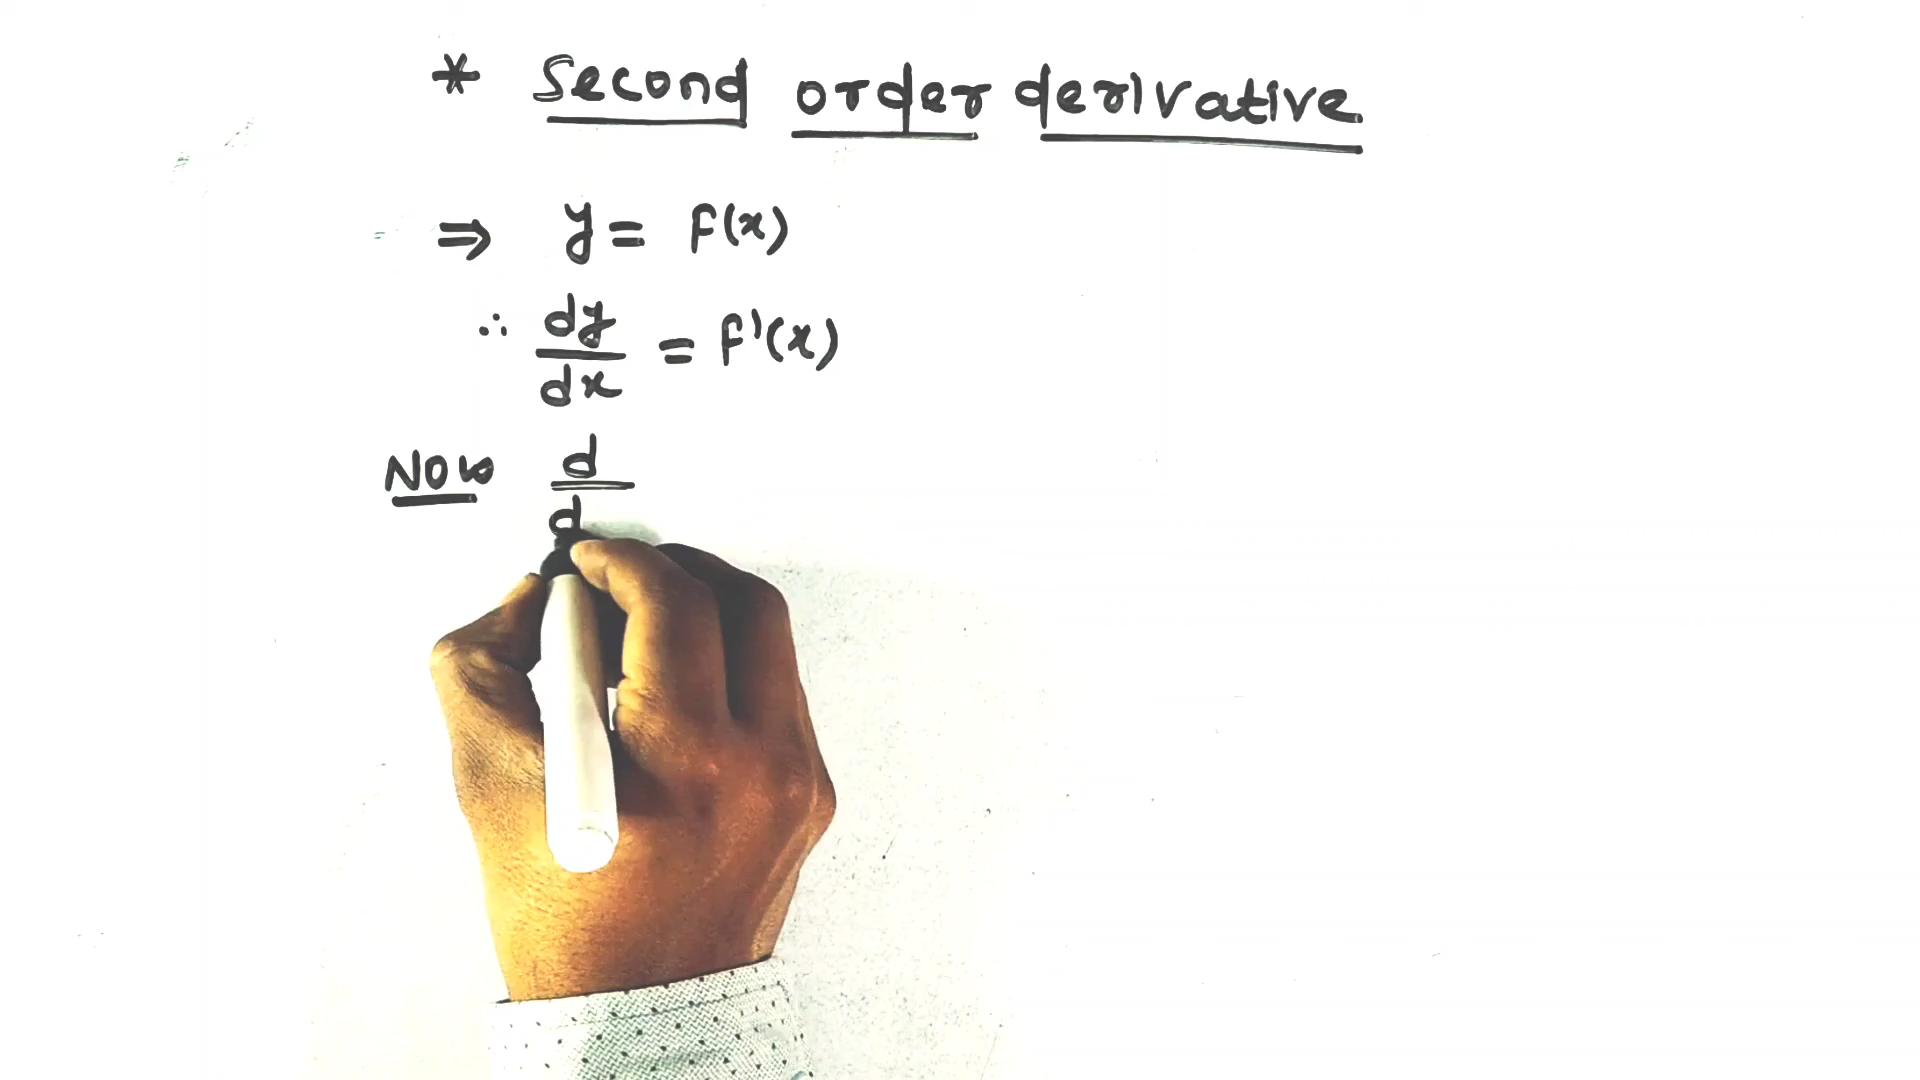 * Second order derivative
⇒ y = f(x)
∴ dy/dx = f'(x)
Now d/d